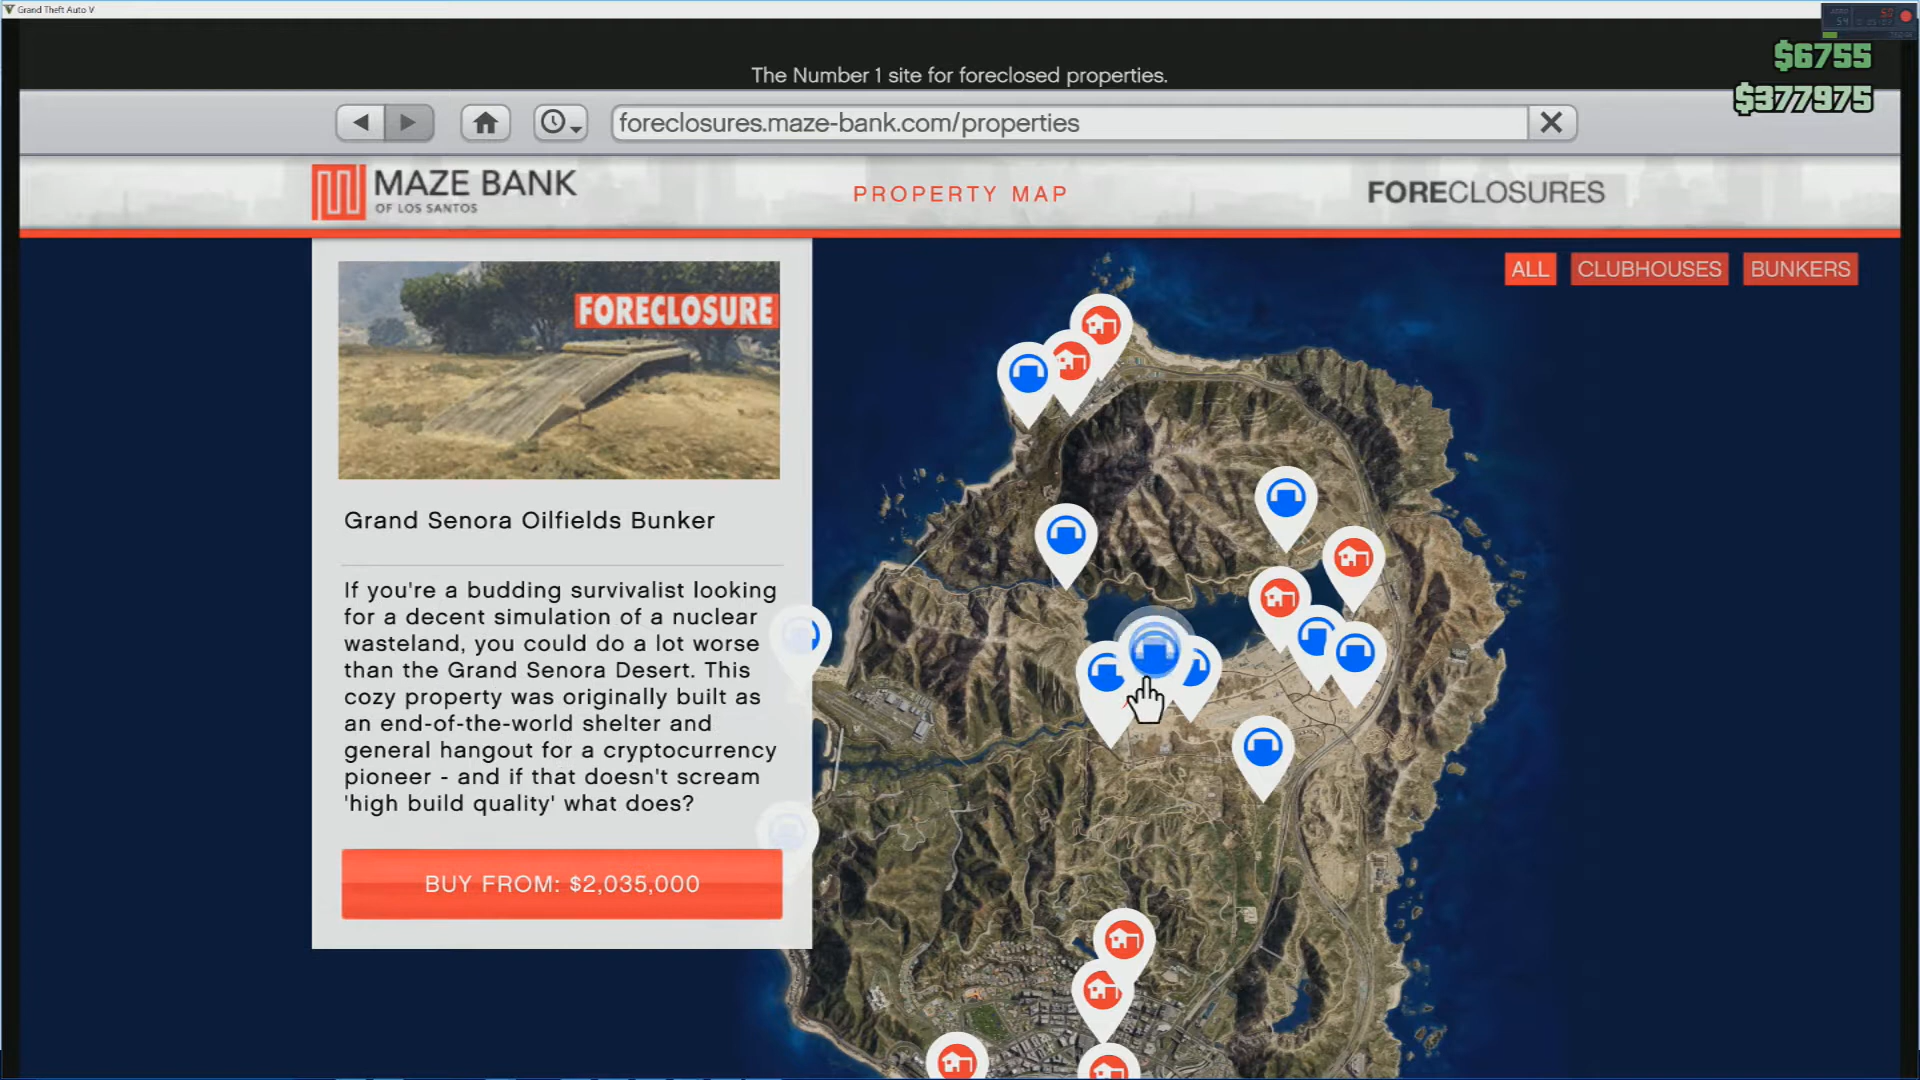 Grand Theft Auto V
$6755
$377975
The Number 1 site for foreclosed properties.
foreclosures.maze-bank.com/properties
MAZE BANK
OF LOS SANTOS
PROPERTY MAP
FORECLOSURES
ALL
CLUBHOUSES
BUNKERS
FORECLOSURE
Grand Senora Oilfields Bunker
If you're a budding survivalist looking
for a decent simulation of a nuclear
wasteland, you could do a lot worse
than the Grand Senora Desert. This
cozy property was originally built as
an end-of-the-world shelter and
general hangout for a cryptocurrency
pioneer - and if that doesn't scream
'high build quality' what does?
BUY FROM: $2,035,000